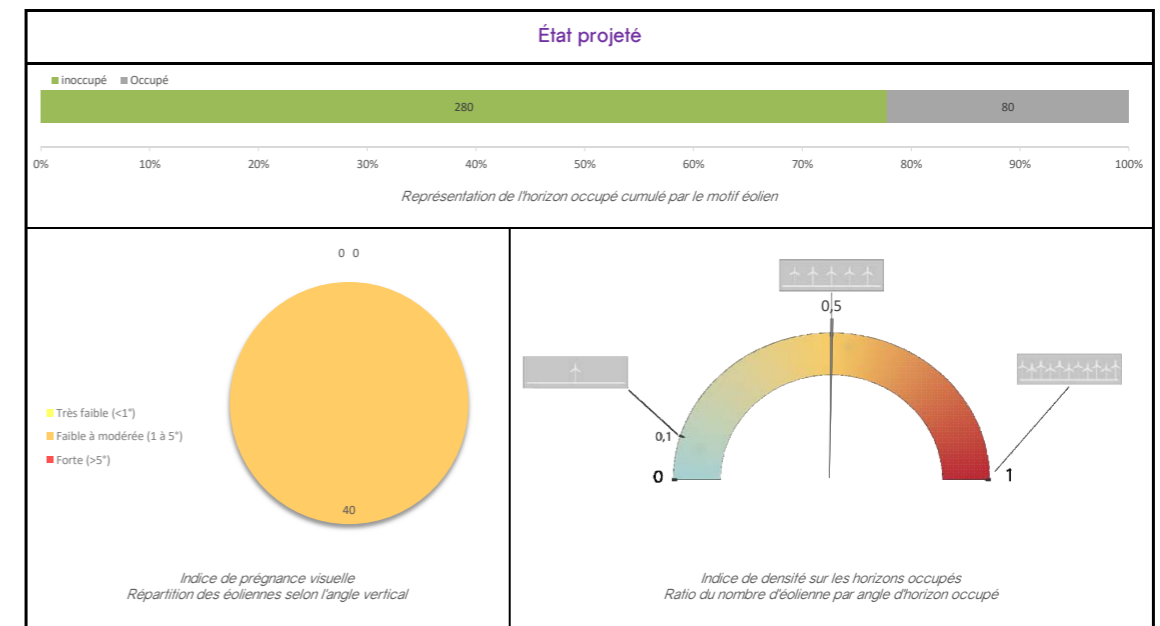 État projeté
inoccupé Occupé
280 80
0% 10% 20% 30% 40% 50% 60% 70% 80% 90% 100%
Représentation de l'horizon occupé cumulé par le motif éolien
0 0
Très faible (<1°)
Faible à modérée (1 à 5°)
Forte (>5°)
40
Indice de prégnance visuelle
Répartition des éoliennes selon l'angle vertical
0,5
0,1
0 1
Indice de densité sur les horizons occupés
Ratio du nombre d'éolienne par angle d'horizon occupé